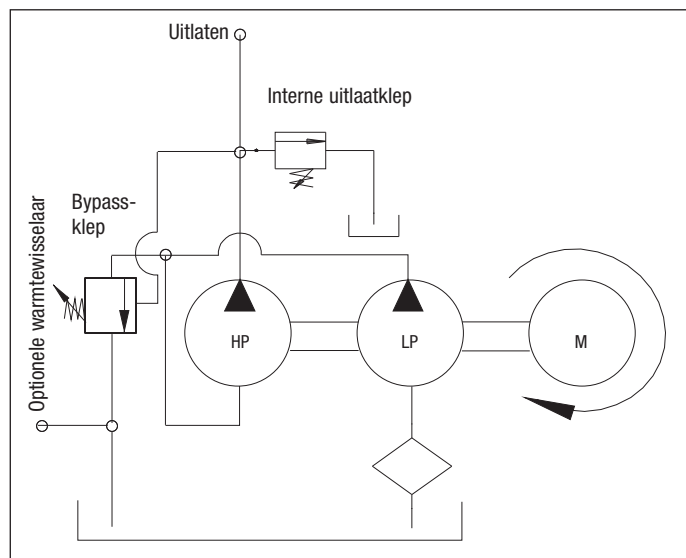 Uitlaten
Interne uitlaatklep
Bypass-
klep
Optionele warmtewisselaar
HP
LP
M